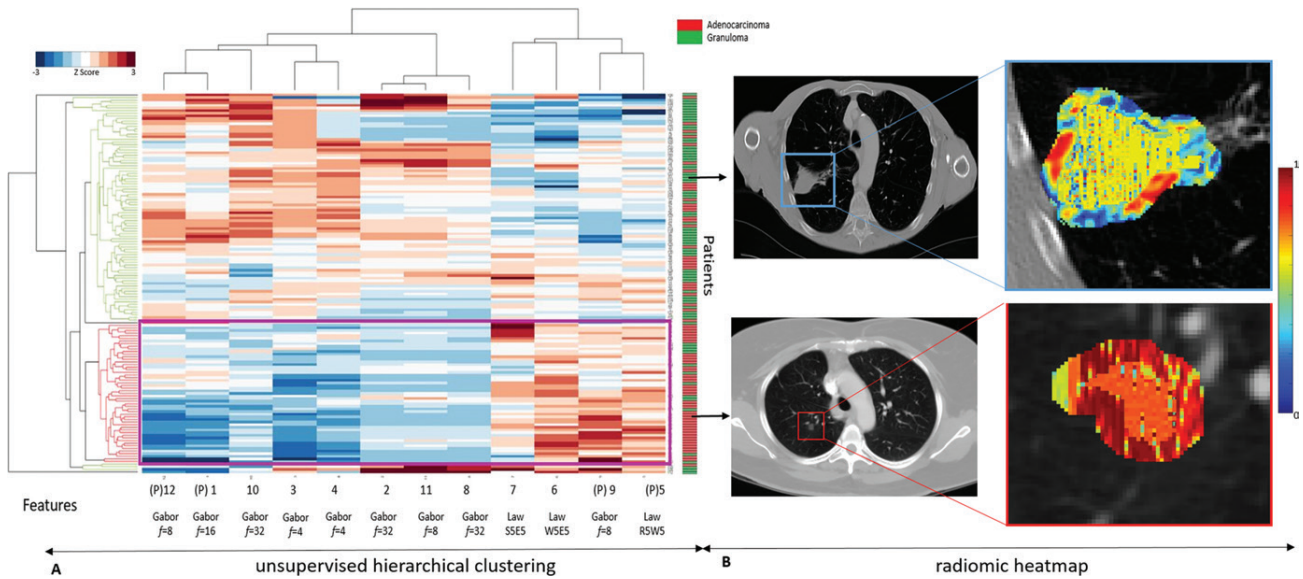 Adenocarcinoma
Granuloma
-3 Z Score 3
Patients
1
0
Features
(P)12 (P) 1 10 3 4 2 11 8 7 6 (P) 9 (P)5
Gabor Gabor Gabor Gabor Gabor Gabor Gabor Gabor Law Law Gabor Law
f=8 f=16 f=32 f=4 f=4 f=32 f=8 f=32 S5E5 W5E5 f=8 R5W5
A unsupervised hierarchical clustering B radiomic heatmap